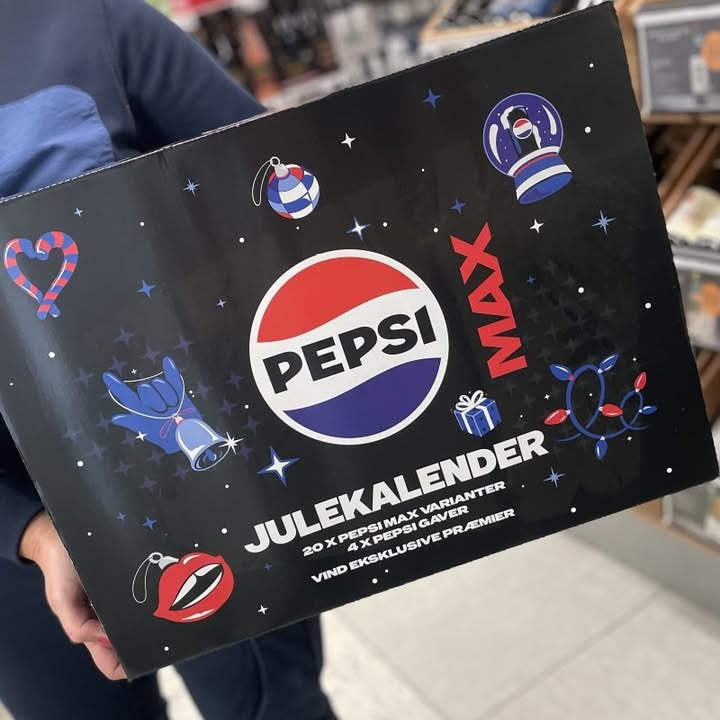 PEPSI
MAX
JULEKALENDER
20 X PEPSI MAX VARIANTER
4 X PEPSI GAVER
VIND EKSKLUSIVE PRÆMIER